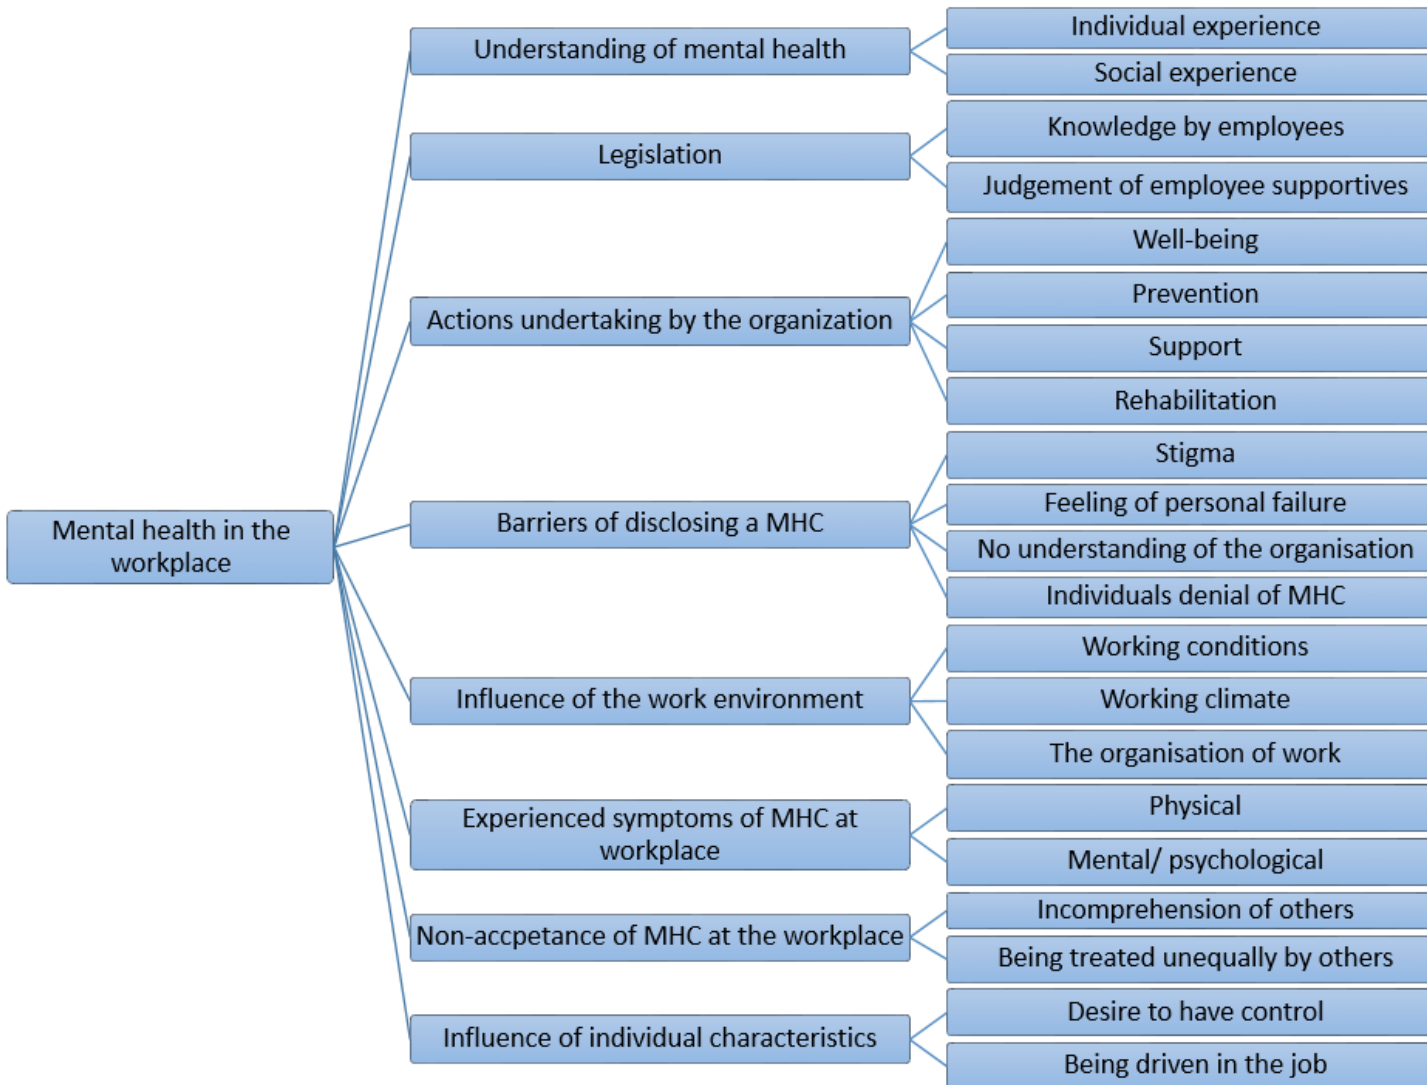 Mental health in the
workplace
Understanding of mental health
Individual experience
Social experience
Legislation
Knowledge by employees
Judgement of employee supportives
Actions undertaking by the organization
Well-being
Prevention
Support
Rehabilitation
Barriers of disclosing a MHC
Stigma
Feeling of personal failure
No understanding of the organisation
Individuals denial of MHC
Influence of the work environment
Working conditions
Working climate
The organisation of work
Experienced symptoms of MHC at
workplace
Physical
Mental/ psychological
Non-accpetance of MHC at the workplace
Incomprehension of others
Being treated unequally by others
Influence of individual characteristics
Desire to have control
Being driven in the job